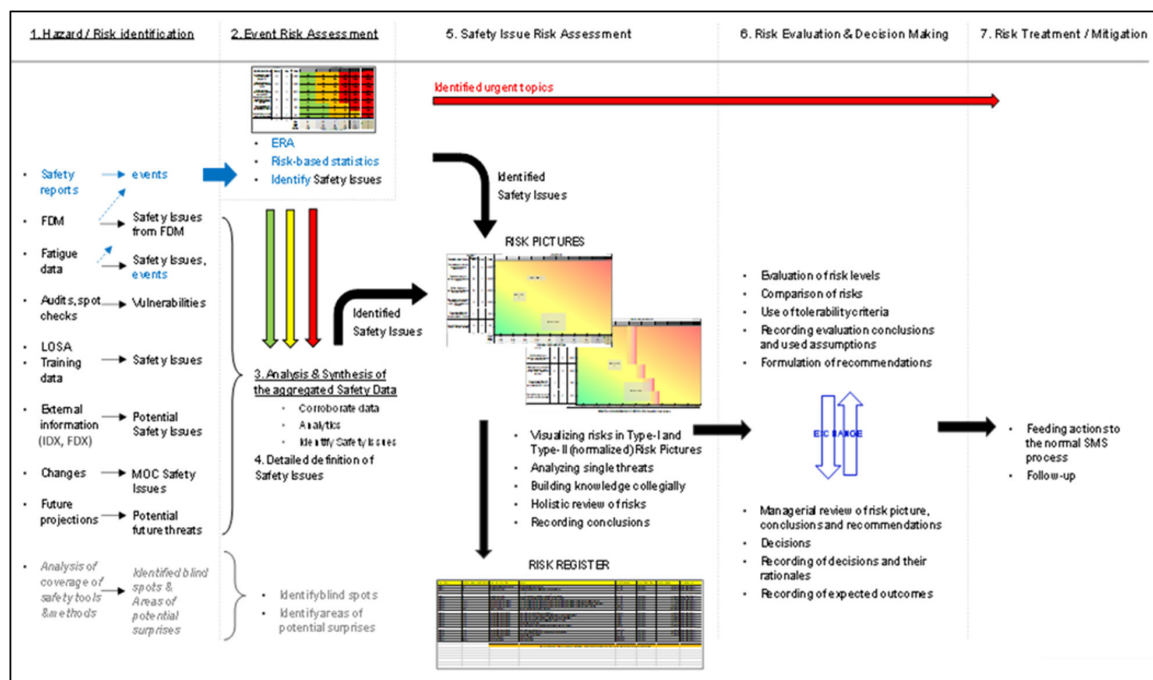 1. Hazard / Risk identification
2. Event Risk Assessment
5. Safety Issue Risk Assessment
6. Risk Evaluation & Decision Making
7. Risk Treatment / Mitigation
Identified urgent topics
• ERA
• Risk-based statistics
• Identify Safety Issues
• Safety reports
events
• FDM
Safety Issues
from FDM
• Fatigue
data
Safety Issues,
events
• Audits, spot
checks
Vulnerabilities
• LOSA
• Training
data
Safety Issues
• External
information
(IDX, FDX)
Potential
Safety Issues
• Changes
MOC Safety
Issues
• Future
projections
Potential
future threats
• Analysis of
coverage of
safety tools
& methods
Identified blind
spots &
Areas of
potential
surprises
3. Analysis & Synthesis of
the aggregated Safety Data
• Corroborate data
• Analytics
• Identify Safety Issues
4. Detailed definition of
Safety Issues
• Identify blind spots
• Identify areas of
potential surprises
Identified
Safety Issues
Identified
Safety Issues
RISK PICTURES
• Visualizing risks in Type-I and
Type-II (normalized) Risk Pictures
• Analyzing single threats
• Building knowledge collegially
• Holistic review of risks
• Recording conclusions
RISK REGISTER
• Evaluation of risk levels
• Comparison of risks
• Use of tolerability criteria
• Recording evaluation conclusions
and used assumptions
• Formulation of recommendations
EXCHANGE
• Managerial review of risk picture,
conclusions and recommendations
• Decisions
• Recording of decisions and their
rationales
• Recording of expected outcomes
• Feeding actions to
the normal SMS
process
• Follow-up